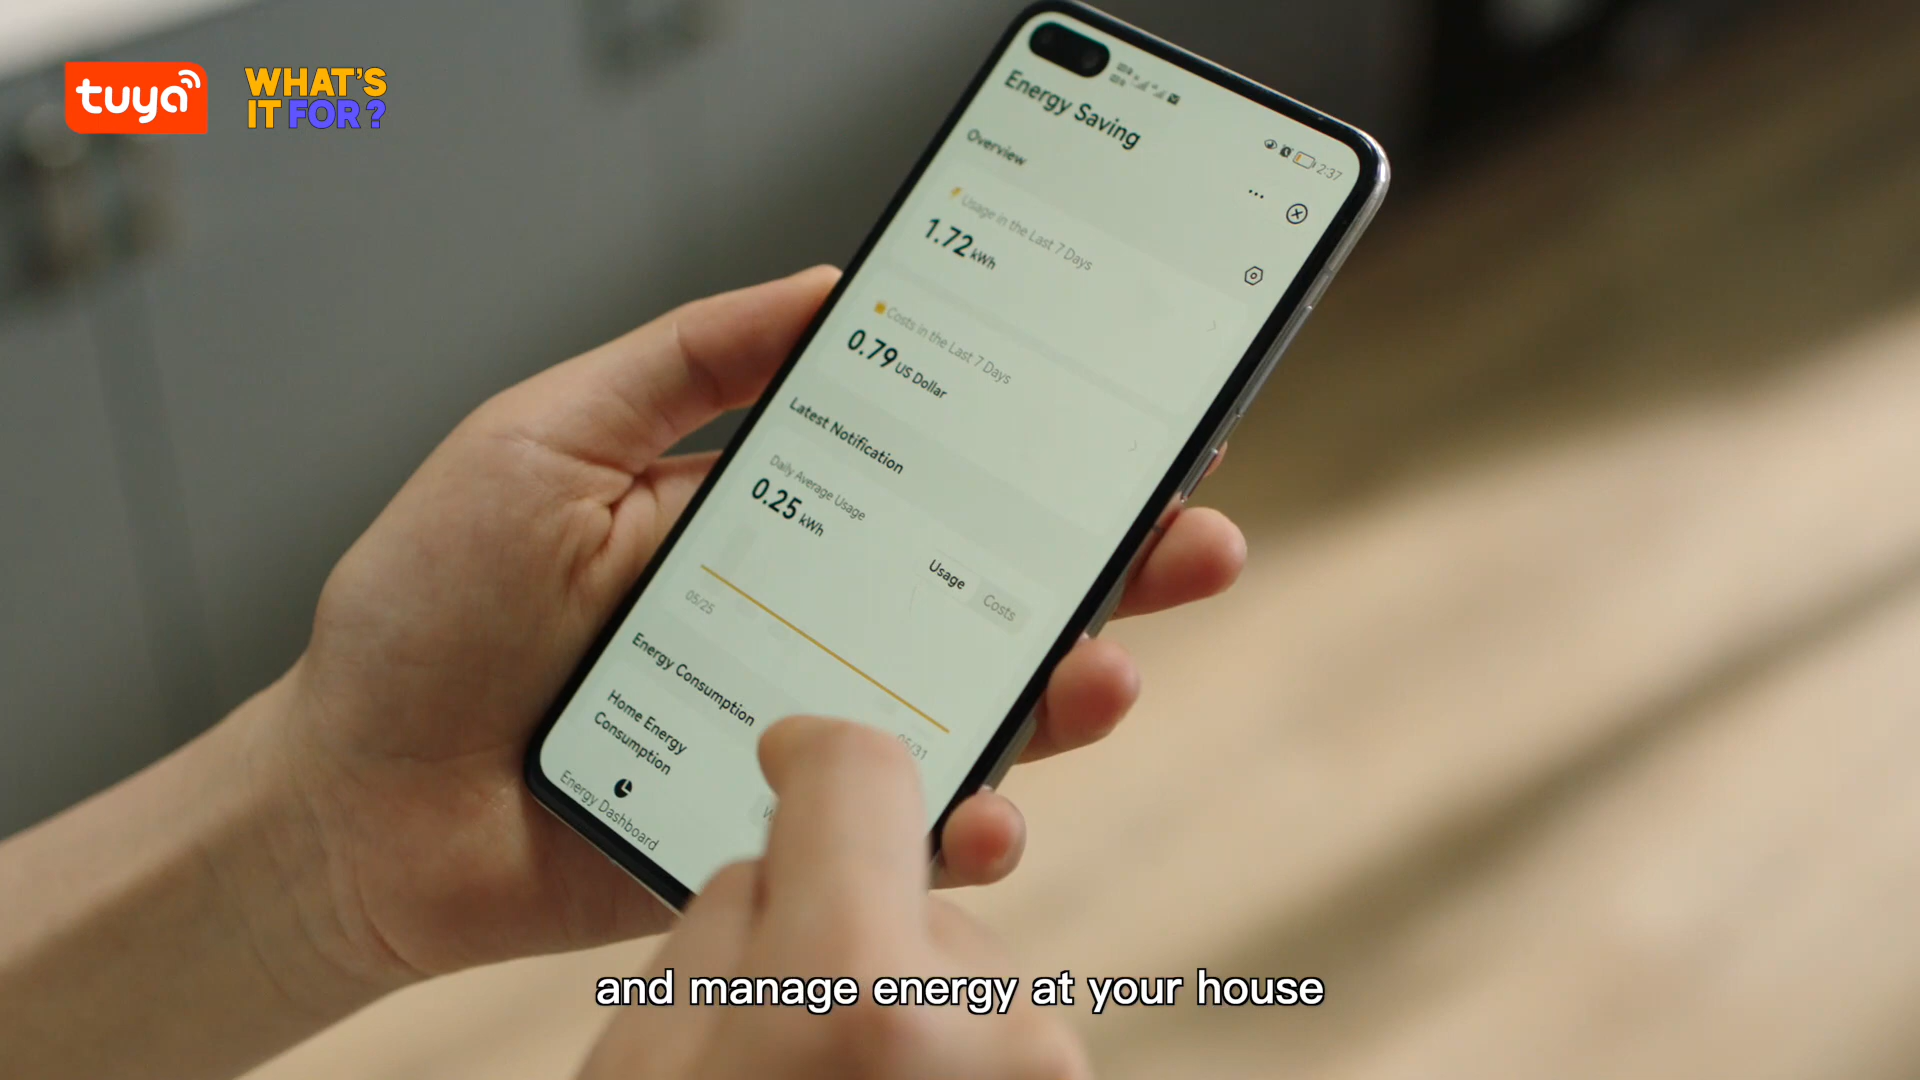 tuya
WHAT'S
IT FOR?
2:37
Energy Saving
Overview
Usage in the Last 7 Days
1.72 kWh
Costs in the Last 7 Days
0.79 US Dollar
Latest Notification
Daily Average Usage
0.25 kWh
Usage
Costs
05/25
05/31
Energy Consumption
Home Energy
Consumption
Energy Dashboard
and manage energy at your house